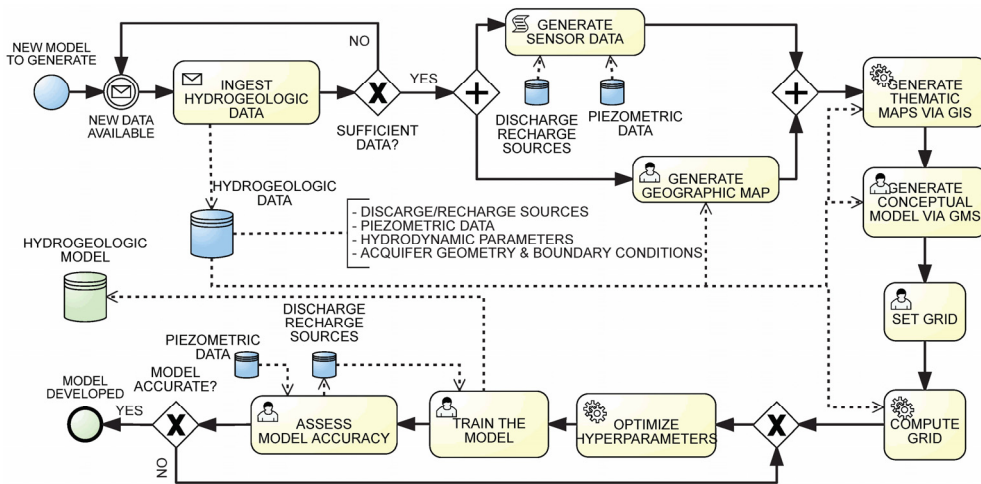 NEW MODEL
TO GENERATE
NEW DATA
AVAILABLE
INGEST
HYDROGEOLOGIC
DATA
NO
YES
SUFFICIENT
DATA?
GENERATE
SENSOR DATA
DISCHARGE
RECHARGE
SOURCES
PIEZOMETRIC
DATA
GENERATE
GEOGRAPHIC MAP
GENERATE
THEMATIC
MAPS VIA GIS
GENERATE
CONCEPTUAL
MODEL VIA GMS
HYDROGEOLOGIC
DATA
- DISCARGE/RECHARGE SOURCES
- PIEZOMETRIC DATA
- HYDRODYNAMIC PARAMETERS
- ACQUIFER GEOMETRY & BOUNDARY CONDITIONS
HYDROGEOLOGIC
MODEL
SET GRID
COMPUTE
GRID
OPTIMIZE
HYPERPARAMETERS
TRAIN THE
MODEL
DISCHARGE
RECHARGE
SOURCES
PIEZOMETRIC
DATA
ASSESS
MODEL ACCURACY
MODEL
ACCURATE?
YES
NO
MODEL
DEVELOPED